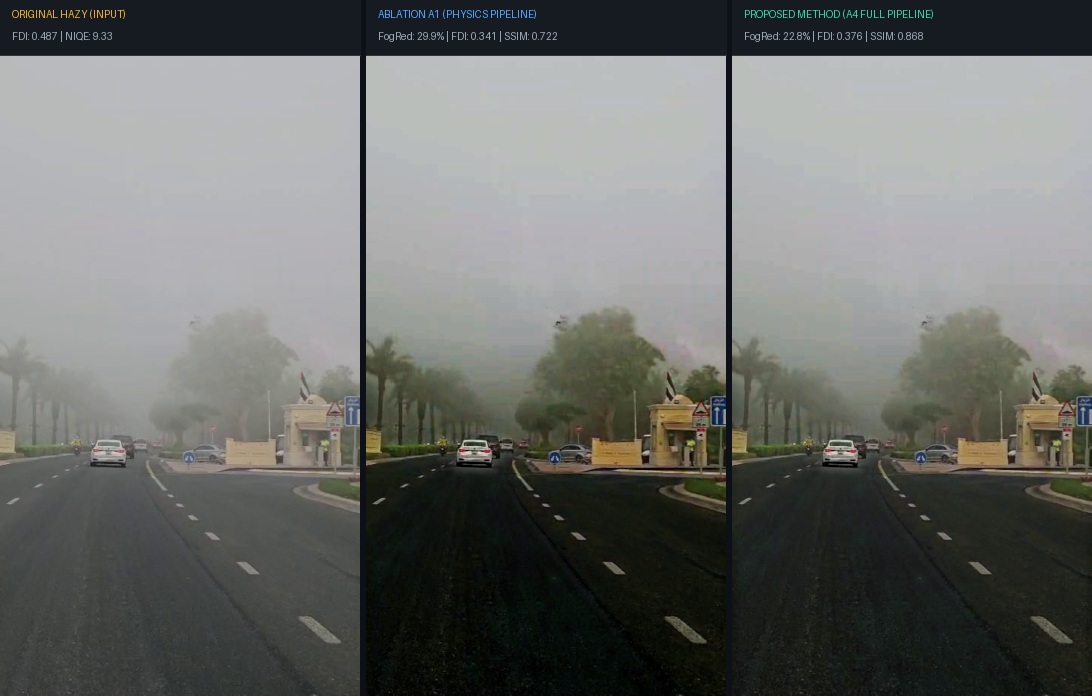 ORIGINAL HAZY (INPUT)
FDI: 0.487 | NIQE: 9.33
ABLATION A1 (PHYSICS PIPELINE)
FogRed: 29.9% | FDI: 0.341 | SSIM: 0.722
PROPOSED METHOD (A4 FULL PIPELINE)
FogRed: 22.8% | FDI: 0.376 | SSIM: 0.868